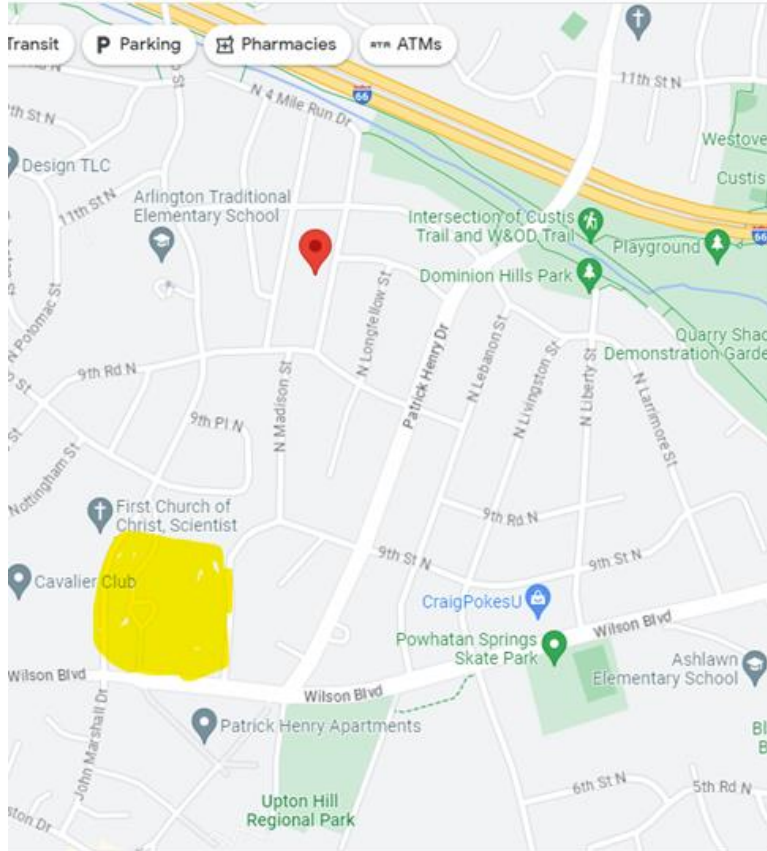 Transit
P Parking
Pharmacies
ATM ATMs
11th St N
N 4 Mile Run Dr
66
Westove
Design TLC
Custis
11th St N
Arlington Traditional
Elementary School
Intersection of Custis
Trail and W&OD Trail
Playground
66
Dominion Hills Park
N Potomac St
N Longfellow St
Patrick Henry Dr
N Lebanon St
N Livingston St
N Liberty St
N Larrimore St
Quarry Shad
Demonstration Garde
9th Rd N
N Madison St
9th Pl N
Nottingham St
First Church of
Christ, Scientist
9th Rd N
9th St N
9th St N
Cavalier Club
CraigPokesU
Wilson Blvd
Powhatan Springs
Skate Park
Ashlawn
Elementary School
Wilson Blvd
Wilson Blvd
John Marshall Dr
Patrick Henry Apartments
Upton Hill
Regional Park
6th St N
5th Rd N
ston Dr